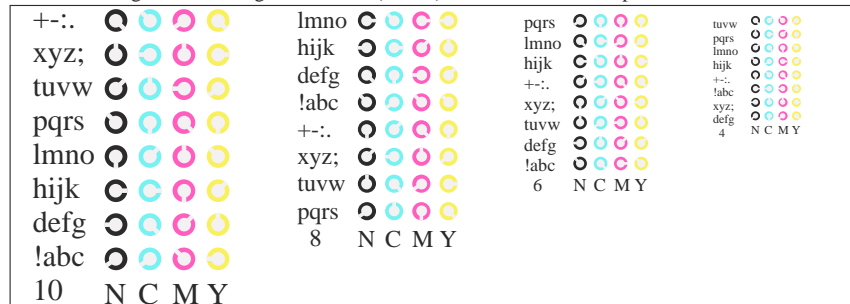 +-:.
xyz;
tuvw
pqrs
lmno
hijk
defg
!abc
10 N C M Y
lmno
hijk
defg
!abc
+-:.
xyz;
tuvw
pqrs
8 N C M Y
pqrs
lmno
hijk
+-:.
xyz;
tuvw
defg
!abc
6 N C M Y
tuvw
pqrs
lmno
hijk
+-:.
!abc
xyz;
defg
4 N C M Y